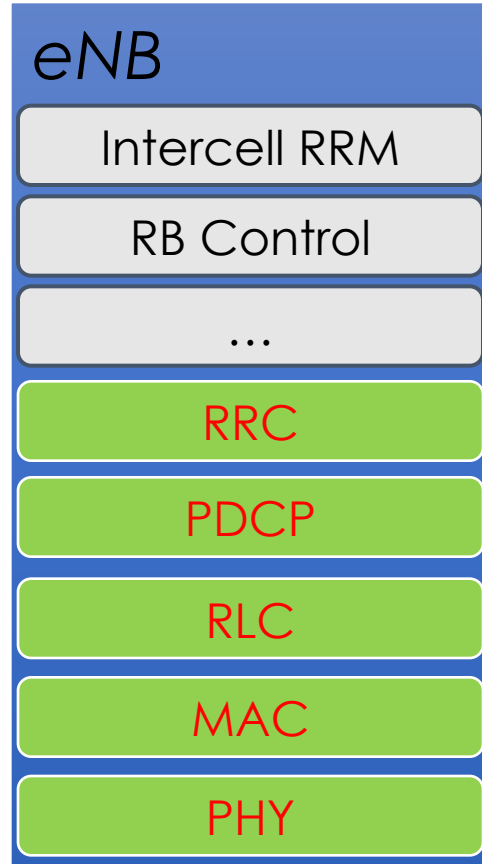 eNB
Intercell RRM
RB Control
...
RRC
PDCP
RLC
MAC
PHY